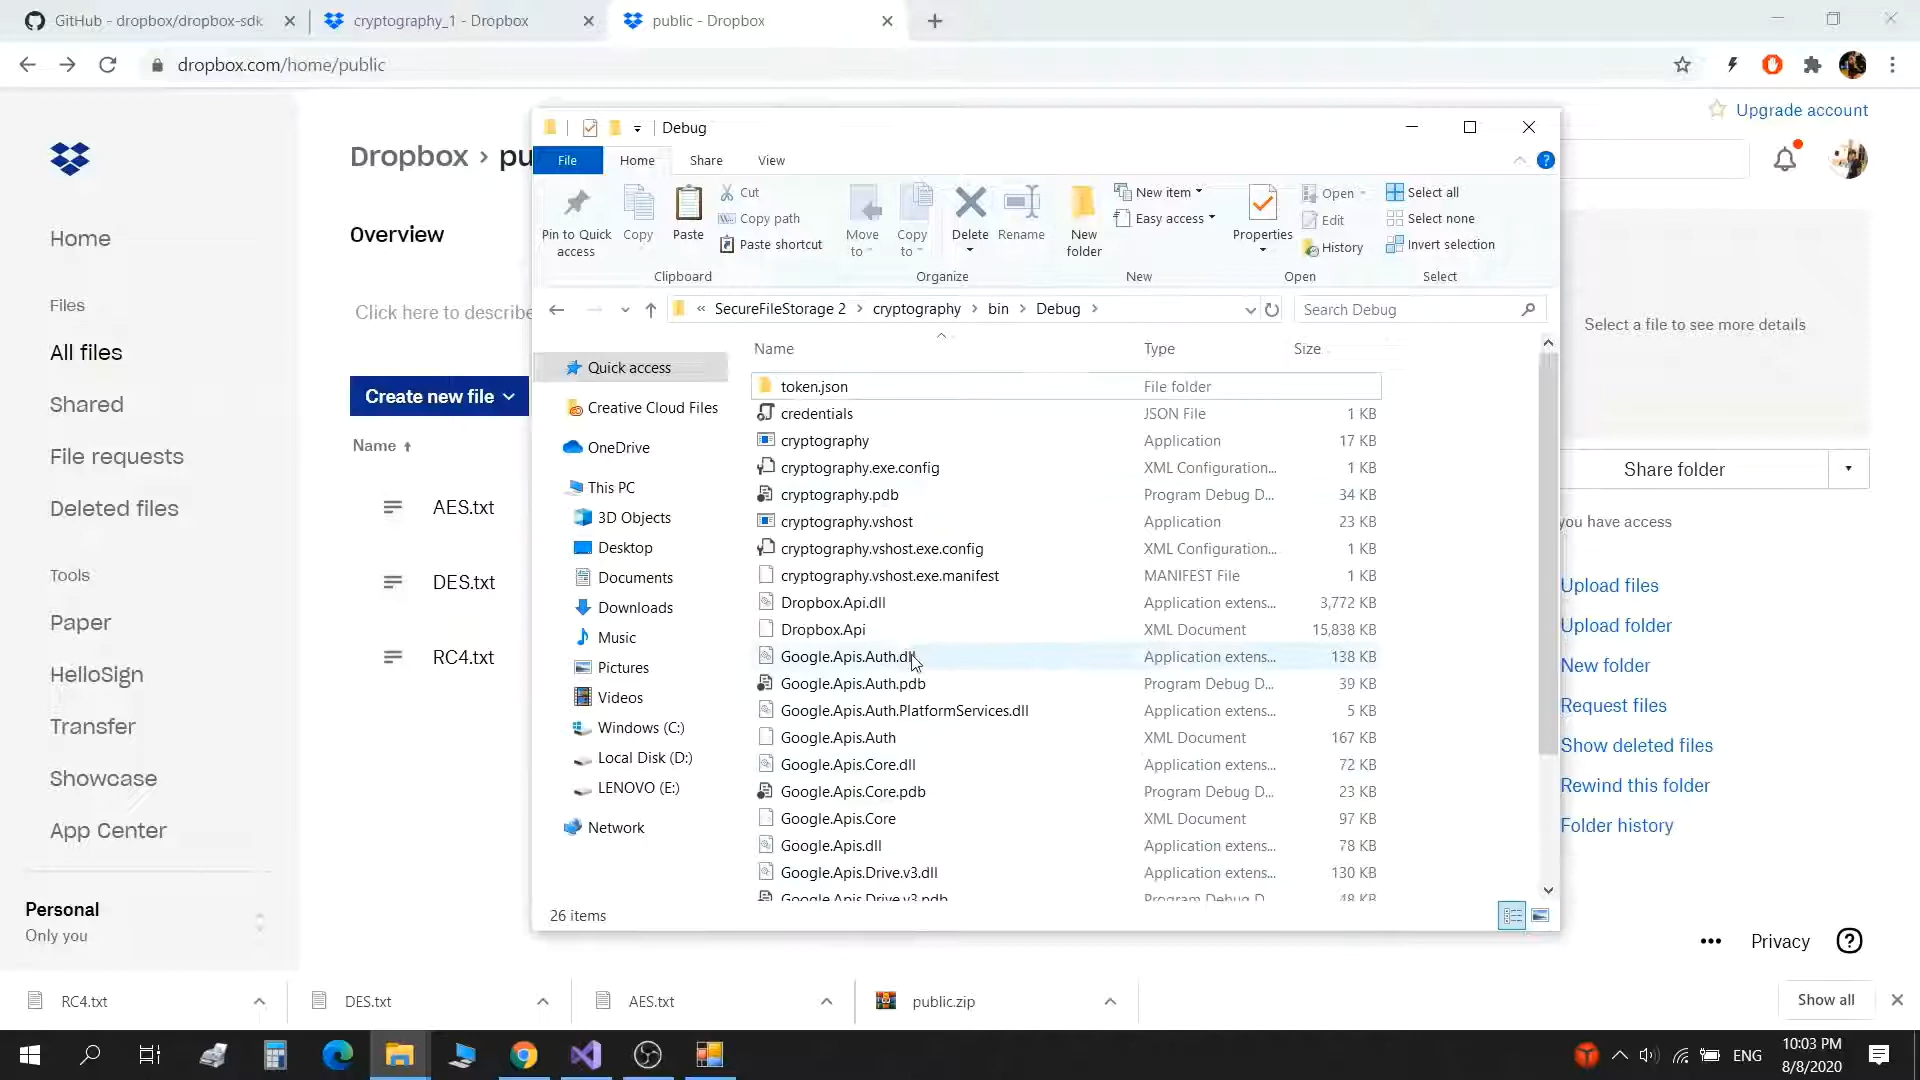 GitHub - dropbox/dropbox-sdk
cryptography_1 - Dropbox
public - Dropbox
dropbox.com/home/public
Upgrade account
Dropbox › pu
Home
Files
All files
Shared
File requests
Deleted files
Tools
Paper
HelloSign
Transfer
Showcase
App Center
Personal
Only you
Overview
Click here to describe
Create new file
Name
AES.txt
DES.txt
RC4.txt
Debug
File Home Share View
Pin to Quick access
Copy
Paste
Cut
Copy path
Paste shortcut
Clipboard
Move to
Copy to
Delete
Rename
Organize
New folder
New item
Easy access
New
Properties
Open
Edit
History
Open
Select all
Select none
Invert selection
Select
« SecureFileStorage 2 › cryptography › bin › Debug ›
Search Debug
Quick access
Creative Cloud Files
OneDrive
This PC
3D Objects
Desktop
Documents
Downloads
Music
Pictures
Videos
Windows (C:)
Local Disk (D:)
LENOVO (E:)
Network
Name Type Size
token.json File folder
credentials JSON File 1 KB
cryptography Application 17 KB
cryptography.exe.config XML Configuration... 1 KB
cryptography.pdb Program Debug D... 34 KB
cryptography.vshost Application 23 KB
cryptography.vshost.exe.config XML Configuration... 1 KB
cryptography.vshost.exe.manifest MANIFEST File 1 KB
Dropbox.Api.dll Application extens... 3,772 KB
Dropbox.Api XML Document 15,838 KB
Google.Apis.Auth.dll Application extens... 138 KB
Google.Apis.Auth.pdb Program Debug D... 39 KB
Google.Apis.Auth.PlatformServices.dll Application extens... 5 KB
Google.Apis.Auth XML Document 167 KB
Google.Apis.Core.dll Application extens... 72 KB
Google.Apis.Core.pdb Program Debug D... 23 KB
Google.Apis.Core XML Document 97 KB
Google.Apis.dll Application extens... 78 KB
Google.Apis.Drive.v3.dll Application extens... 130 KB
Google.Apis.Drive.v3.pdb Program Debug D... 48 KB
26 items
Select a file to see more details
Share folder
you have access
Upload files
Upload folder
New folder
Request files
Show deleted files
Rewind this folder
Folder history
Privacy
RC4.txt
DES.txt
AES.txt
public.zip
Show all
ENG
10:03 PM
8/8/2020